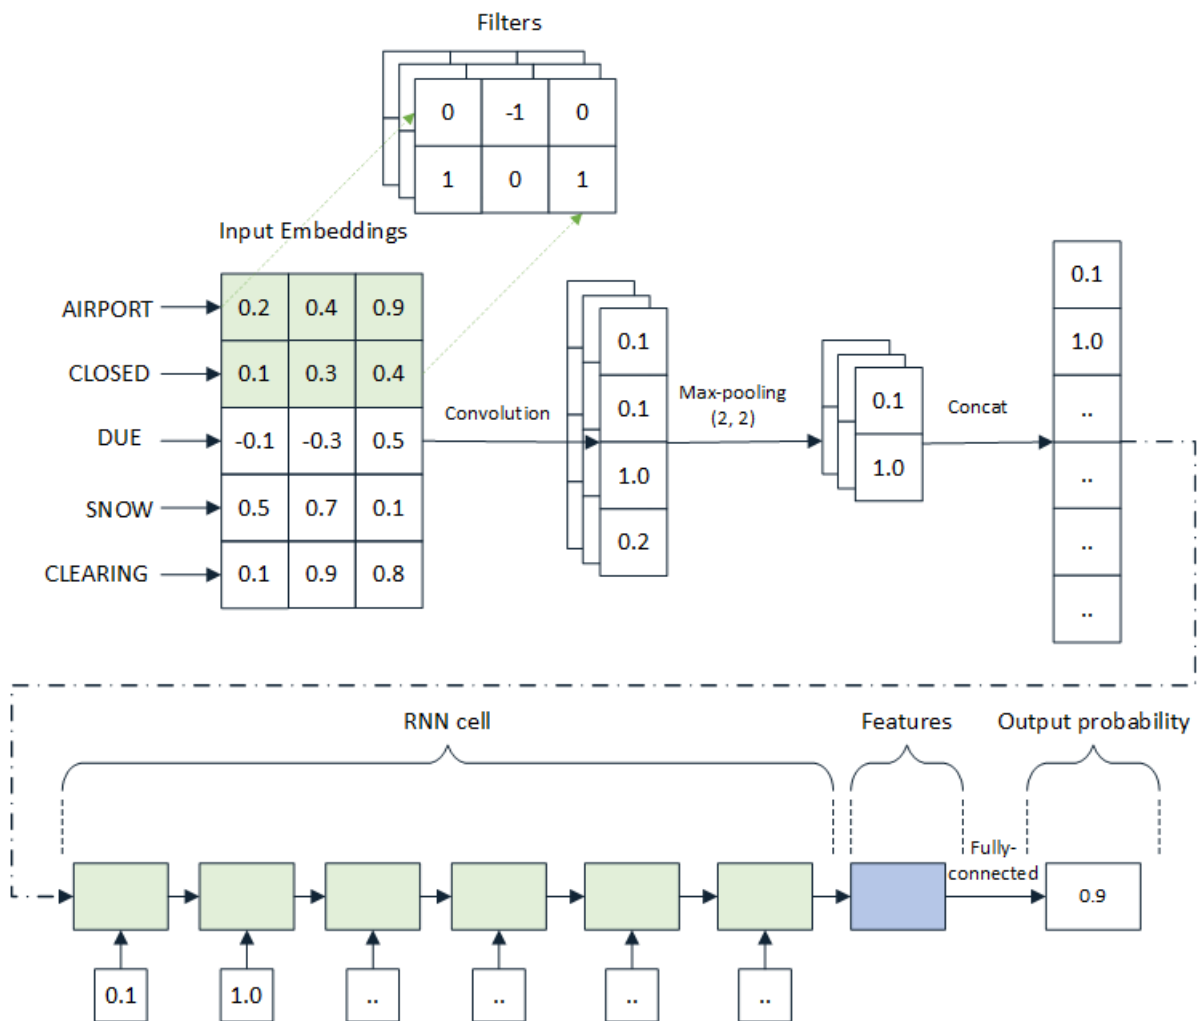 Filters
0 -1 0
1 0 1
Input Embeddings
AIRPORT 0.2 0.4 0.9
CLOSED 0.1 0.3 0.4
DUE -0.1 -0.3 0.5
SNOW 0.5 0.7 0.1
CLEARING 0.1 0.9 0.8
Convolution
0.1
0.1
1.0
0.2
Max-pooling
(2, 2)
0.1
1.0
Concat
0.1
1.0
..
..
..
..
RNN cell
Features
Output probability
Fully-
connected
0.9
0.1 1.0 .. .. .. ..